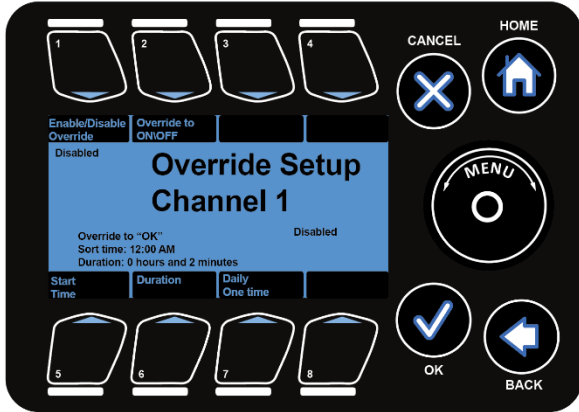 HOME
CANCEL
1
2
3
4
Enable/Disable
Override
Override to
ON\OFF
Disabled
Override Setup
Channel 1
MENU
Override to “OK”
Disabled
Sort time: 12:00 AM
Duration: 0 hours and 2 minutes
Start
Time
Duration
Daily
One time
5
6
7
8
OK
BACK